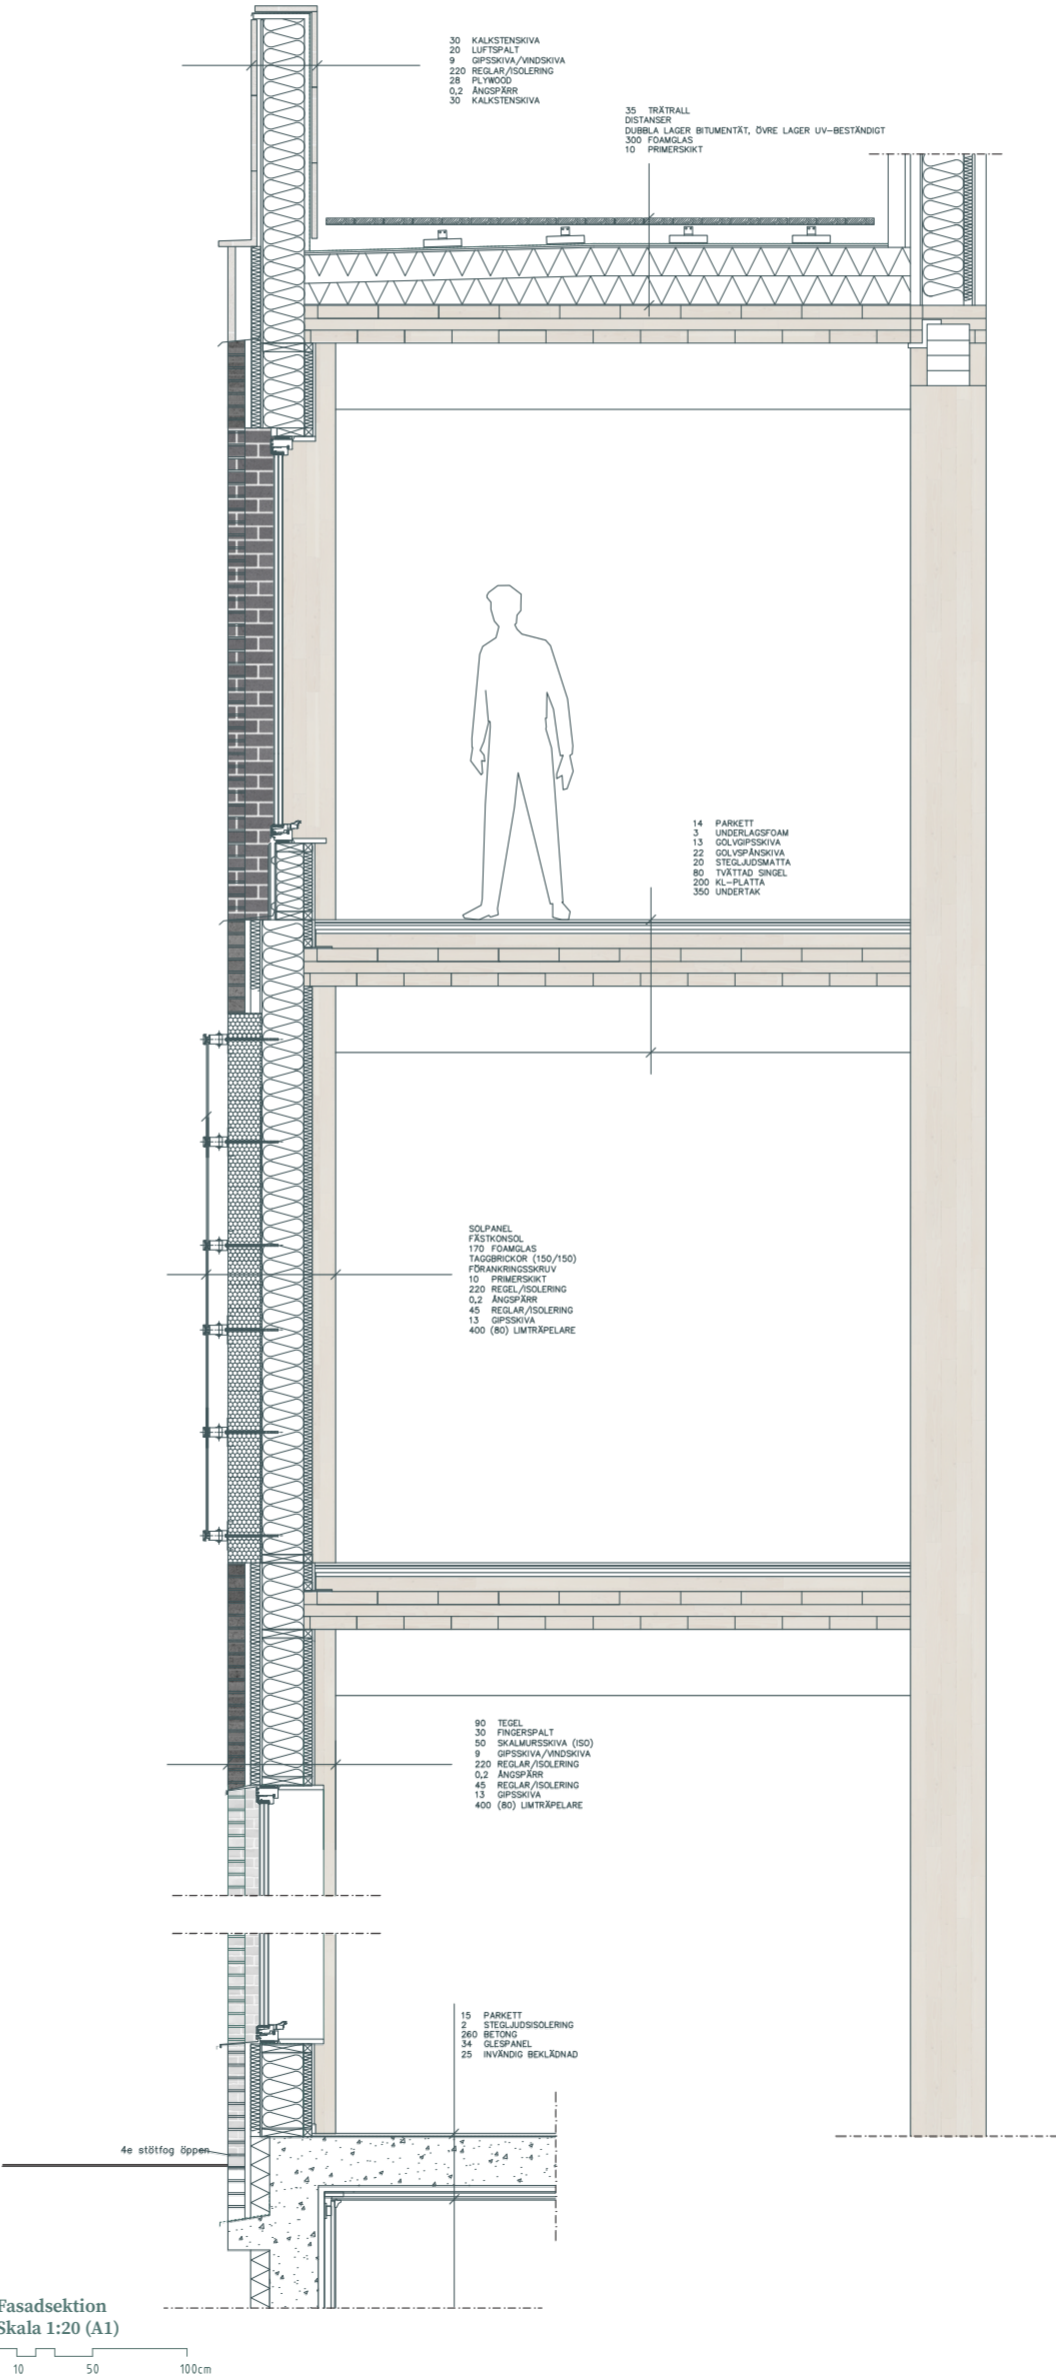 30 KALKSTENSKIVA
20 LUFTSPALT
9 GIPSSKIVA/VINDSKIVA
220 REGLAR/ISOLERING
28 PLYWOOD
0,2 ÅNGSPÄRR
30 KALKSTENSKIVA
35 TRÄTRALL
DISTANSER
DUBBLA LAGER BITUMENTÄT, ÖVRE LAGER UV-BESTÄNDIGT
300 FOAMGLAS
10 PRIMERSKIKT
14 PARKETT
3 UNDERLAGSFOAM
13 GOLVGIPSSKIVA
22 GOLVSPÅNSKIVA
20 STEGLJUDSMATTA
80 TVÄTTAD SINGEL
200 KL-PLATTA
350 UNDERTAK
SOLPANEL
FÄSTKONSOL
170 FOAMGLAS
TAGGBRICKOR (150/150)
FÖRANKRINGSSKRUV
10 PRIMERSKIKT
220 REGEL/ISOLERING
0,2 ÅNGSPÄRR
45 REGLAR/ISOLERING
13 GIPSSKIVA
400 (80) LIMTRÄPELARE
90 TEGEL
30 FINGERSPALT
50 SKALMURSSKIVA (ISO)
9 GIPSSKIVA/VINDSKIVA
220 REGLAR/ISOLERING
0,2 ÅNGSPÄRR
45 REGLAR/ISOLERING
13 GIPSSKIVA
400 (80) LIMTRÄPELARE
15 PARKETT
2 STEGLJUDSISOLERING
260 BETONG
34 GLESPANEL
25 INVÄNDIG BEKLÄDNAD
4e stötfog öppen
Fasadsektion
Skala 1:20 (A1)
10 50 100cm